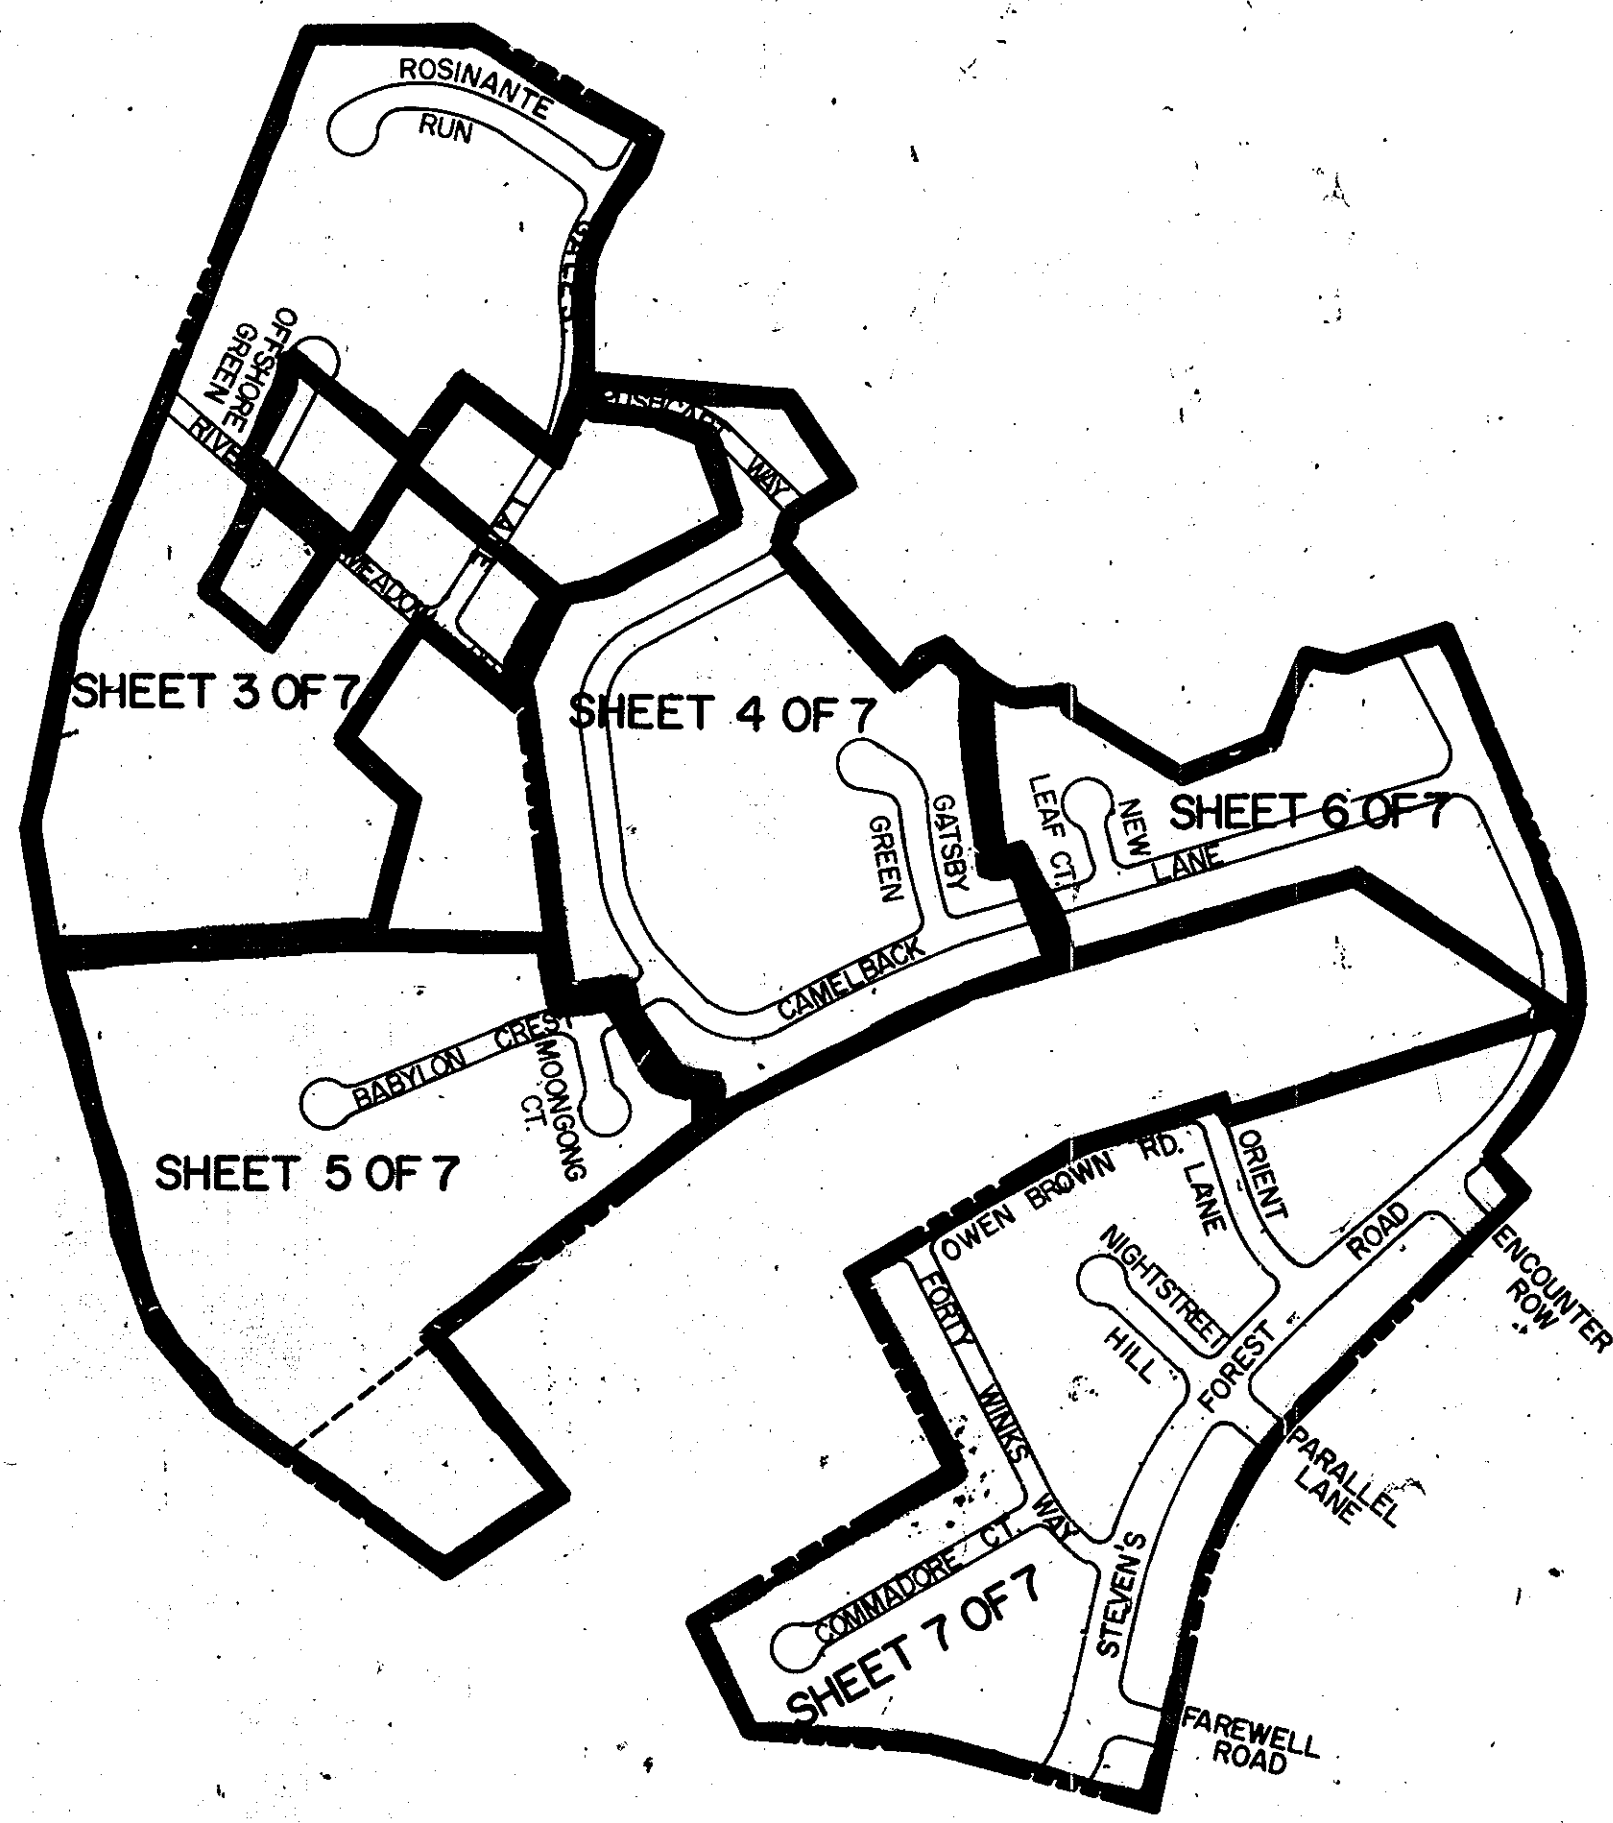 ROSINANTE
RUN
OFFSHORE
GREEN
WAY
LANE
MEADOW
SHEET 3 OF 7
SHEET 4 OF 7
SHEET 6 OF 7
GATSBY
GREEN
LEAF CT.
NEW
LANE
CAMELBACK
BABYLON CREST
MOONGONG
CT.
SHEET 5 OF 7
OWEN BROWN RD.
ORIENT
LANE
NIGHTSTREET
HILL
STEVEN'S FOREST ROAD
ENCOUNTER
ROW
FORTY WINKS WAY
PARALLEL
LANE
COMMADORE CT.
SHEET 7 OF 7
FAREWELL
ROAD